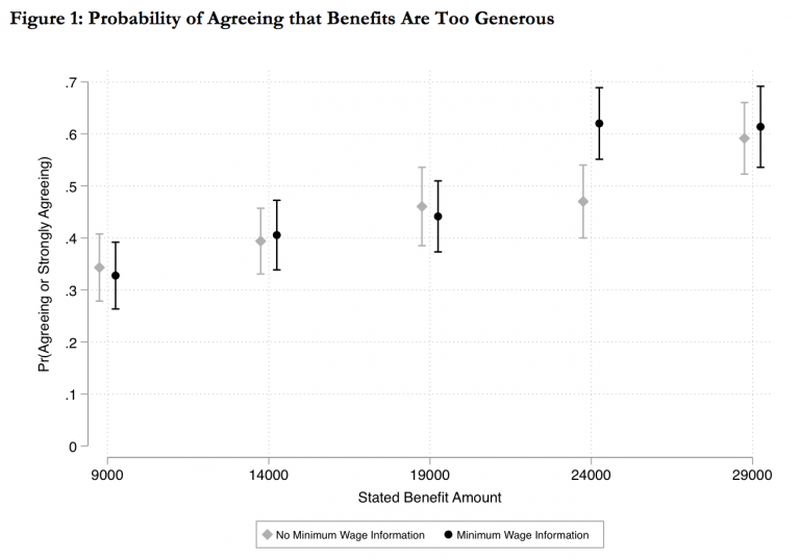 Figure 1: Probability of Agreeing that Benefits Are Too Generous
Pr(Agreeing or Strongly Agreeing)
.7
.6
.5
.4
.3
.2
.1
0
9000 14000 19000 24000 29000
Stated Benefit Amount
No Minimum Wage Information Minimum Wage Information